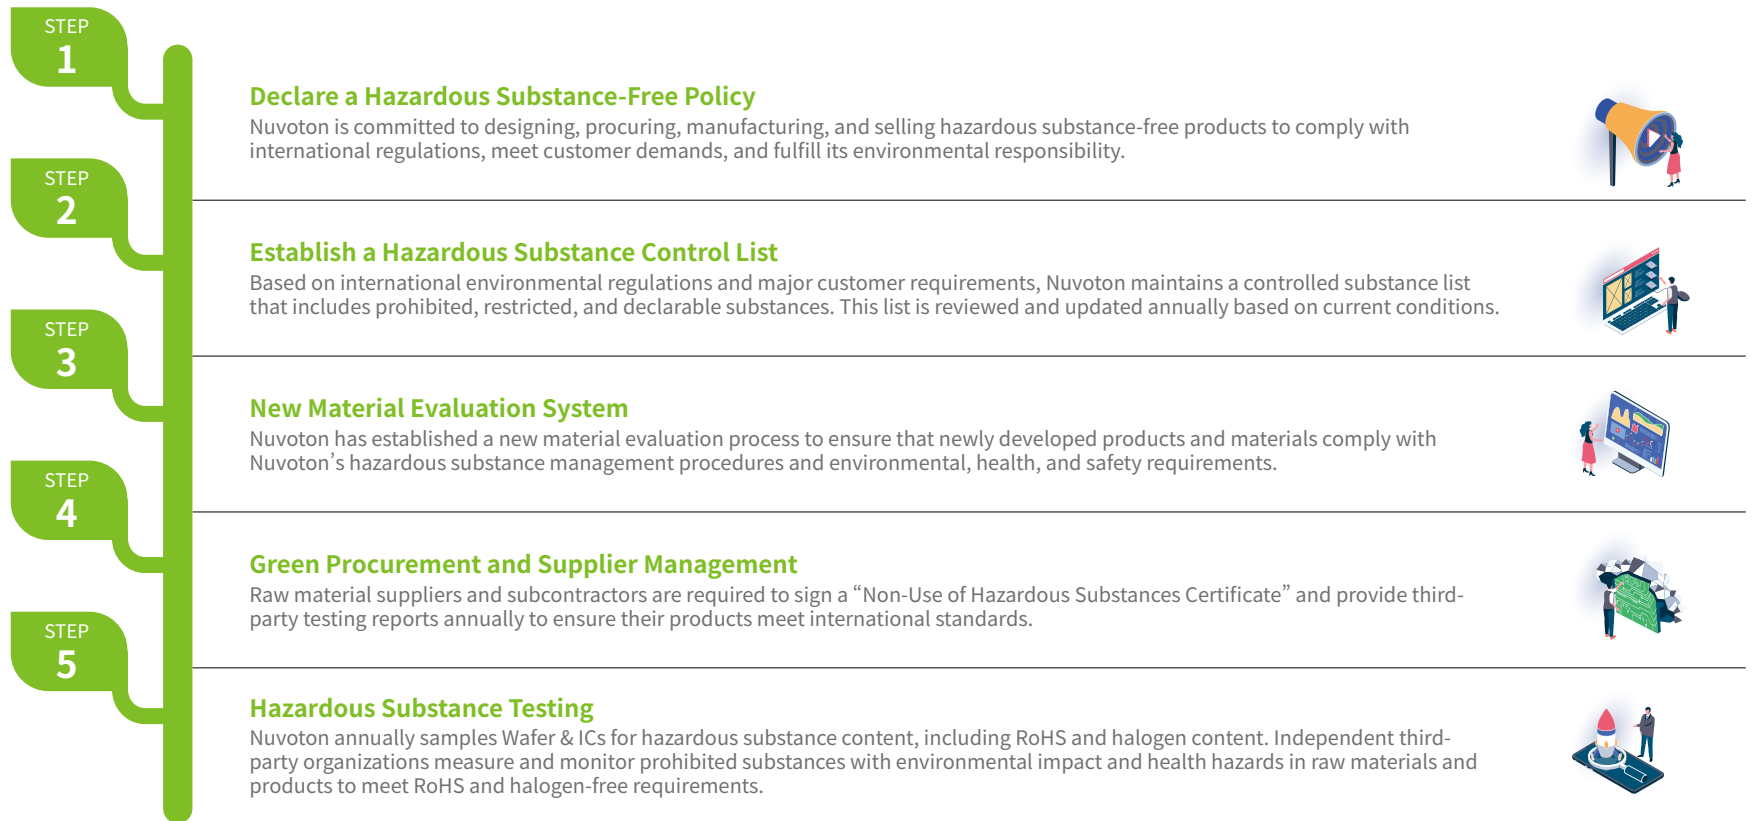 STEP
1
Declare a Hazardous Substance-Free Policy
Nuvoton is committed to designing, procuring, manufacturing, and selling hazardous substance-free products to comply with
international regulations, meet customer demands, and fulfill its environmental responsibility.
STEP
2
Establish a Hazardous Substance Control List
Based on international environmental regulations and major customer requirements, Nuvoton maintains a controlled substance list
that includes prohibited, restricted, and declarable substances. This list is reviewed and updated annually based on current conditions.
STEP
3
New Material Evaluation System
Nuvoton has established a new material evaluation process to ensure that newly developed products and materials comply with
Nuvoton’s hazardous substance management procedures and environmental, health, and safety requirements.
STEP
4
Green Procurement and Supplier Management
Raw material suppliers and subcontractors are required to sign a “Non-Use of Hazardous Substances Certificate” and provide third-
party testing reports annually to ensure their products meet international standards.
STEP
5
Hazardous Substance Testing
Nuvoton annually samples Wafer & ICs for hazardous substance content, including RoHS and halogen content. Independent third-
party organizations measure and monitor prohibited substances with environmental impact and health hazards in raw materials and
products to meet RoHS and halogen-free requirements.